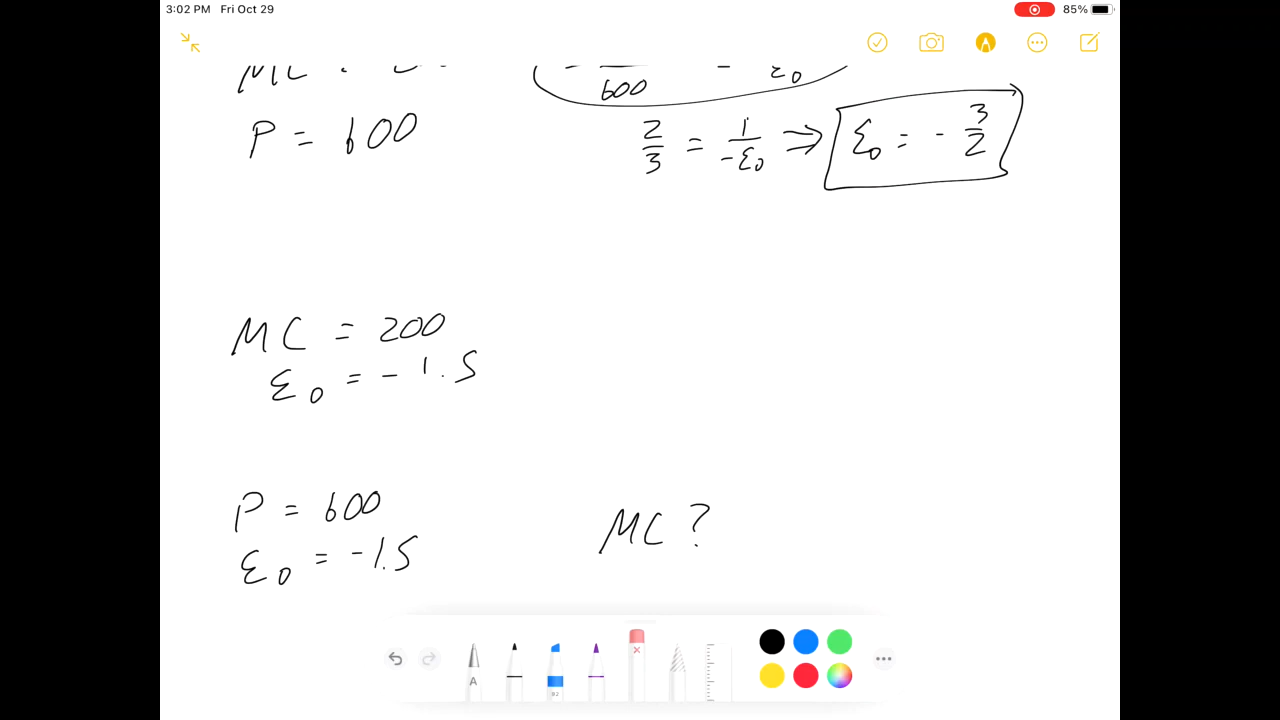 3:02 PM Fri Oct 29
85%
600
ε₀
P = 600
2/3 = 1/-ε₀ ⇒ ε₀ = - 3/2
MC = 200
ε₀ = -1.5
P = 600
MC ?
ε₀ = -1.5
A